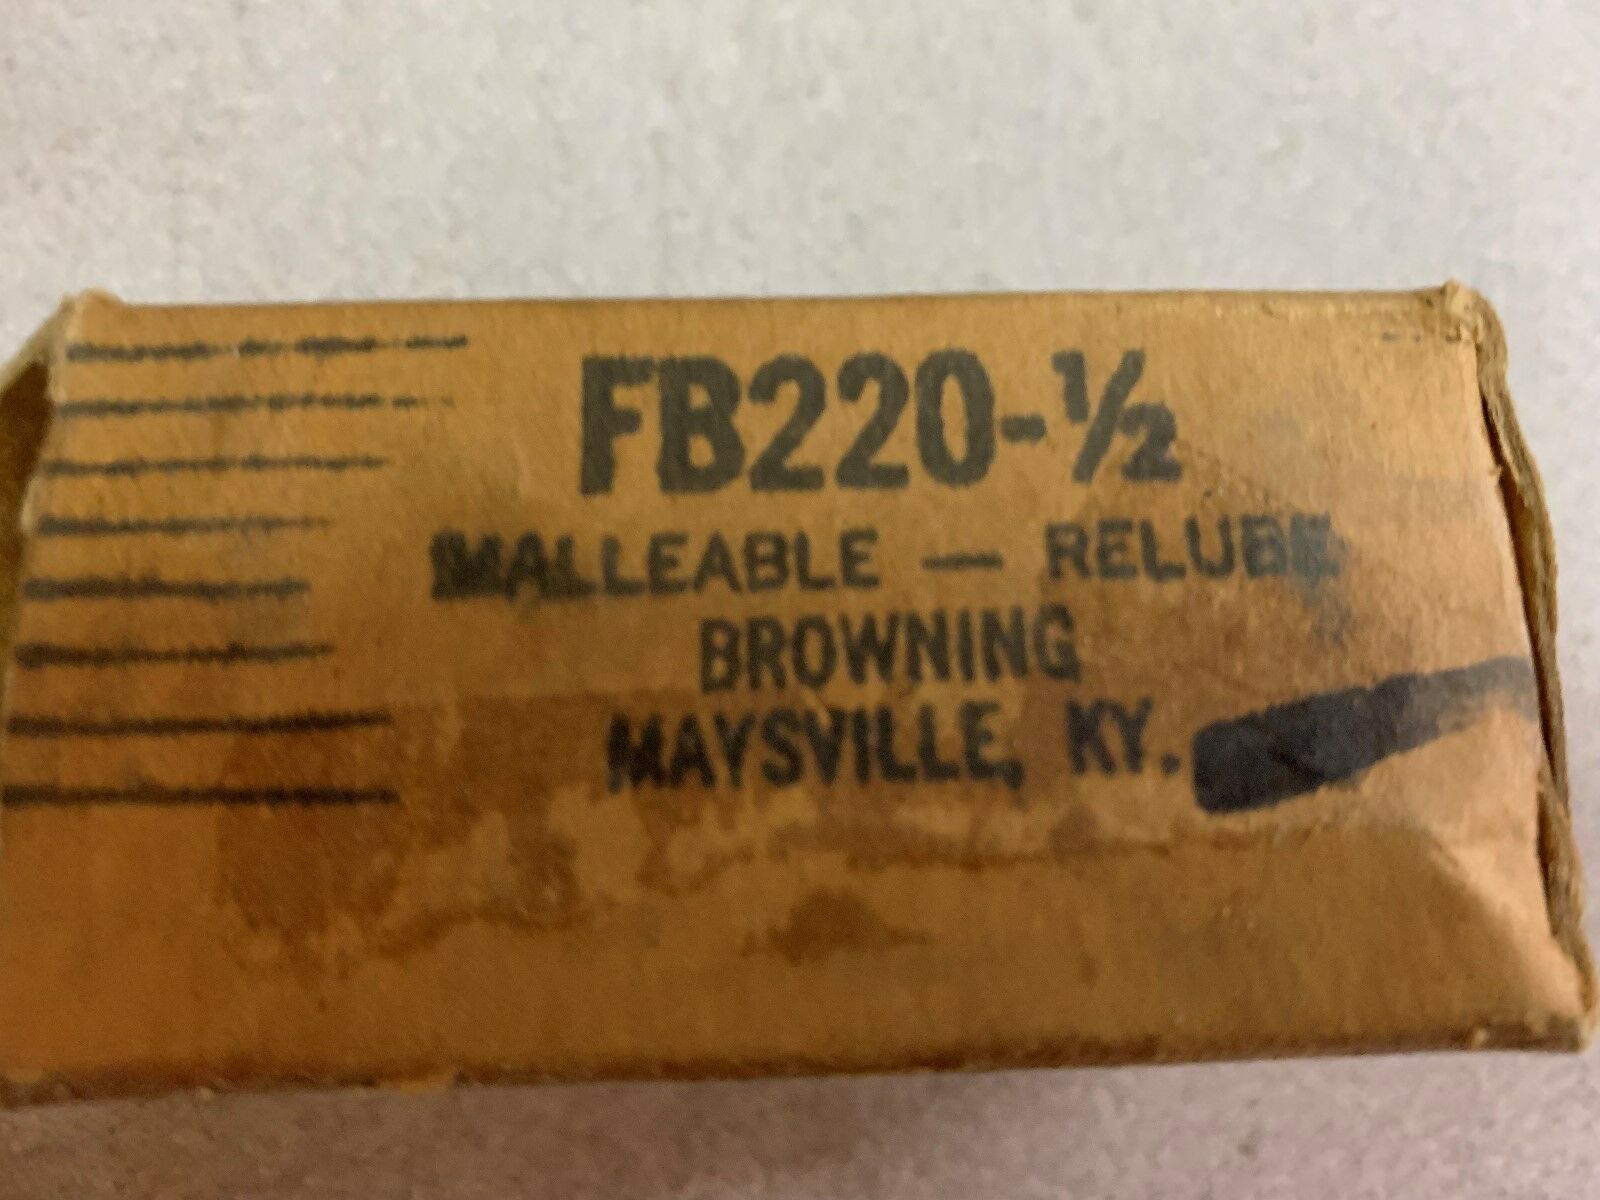 FB220-½
MALLEABLE — RELUBE
BROWNING
MAYSVILLE, KY.